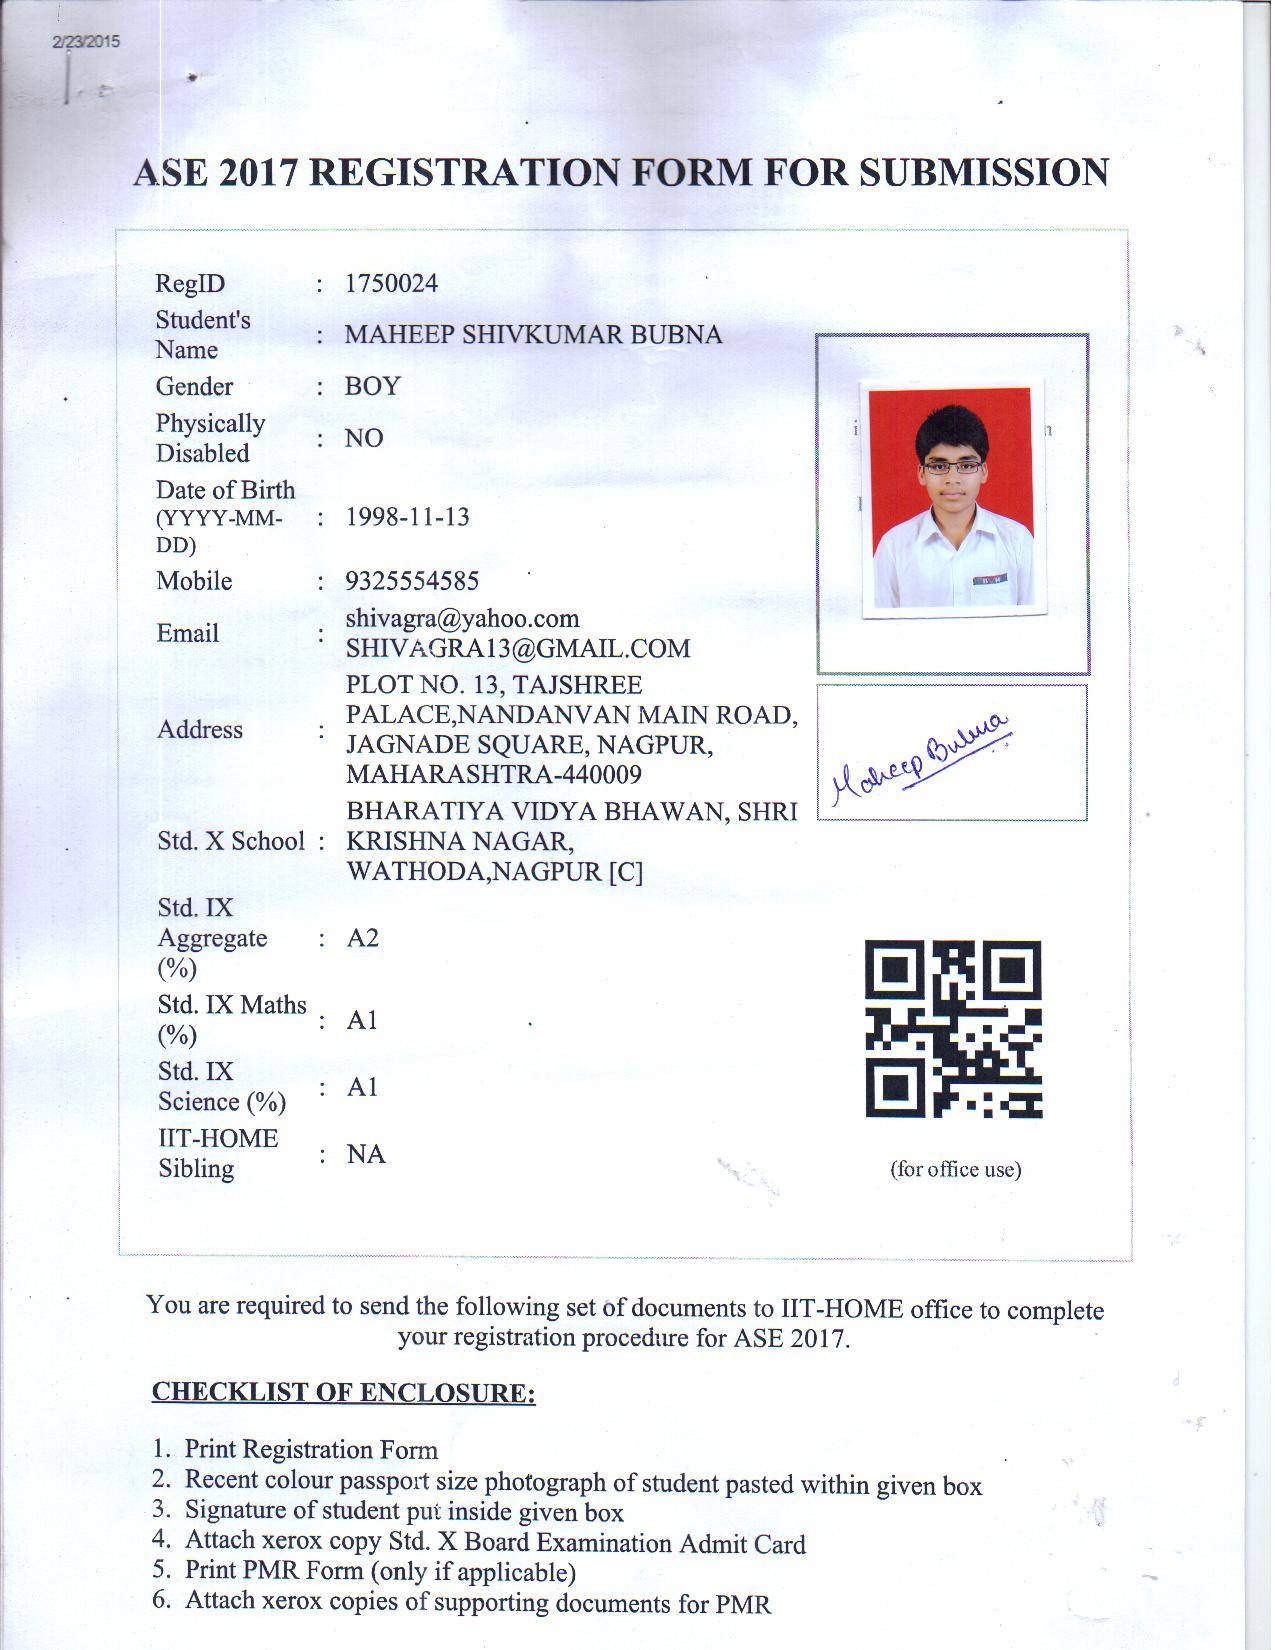 2/23/2015
ASE 2017 REGISTRATION FORM FOR SUBMISSION
RegID : 1750024
Student's
Name : MAHEEP SHIVKUMAR BUBNA
Gender : BOY
Physically
Disabled : NO
Date of Birth
(YYYY-MM-
DD) : 1998-11-13
Mobile : 9325554585
Email : shivagra@yahoo.com
SHIVAGRA13@GMAIL.COM
Address : PLOT NO. 13, TAJSHREE
PALACE,NANDANVAN MAIN ROAD,
JAGNADE SQUARE, NAGPUR,
MAHARASHTRA-440009
Std. X School : BHARATIYA VIDYA BHAWAN, SHRI
KRISHNA NAGAR,
WATHODA,NAGPUR [C]
Std. IX
Aggregate
(%) : A2
Std. IX Maths
(%) : A1
Std. IX
Science (%) : A1
IIT-HOME
Sibling : NA
Maheep Bubna
(for office use)
You are required to send the following set of documents to IIT-HOME office to complete
your registration procedure for ASE 2017.
CHECKLIST OF ENCLOSURE:
1. Print Registration Form
2. Recent colour passport size photograph of student pasted within given box
3. Signature of student put inside given box
4. Attach xerox copy Std. X Board Examination Admit Card
5. Print PMR Form (only if applicable)
6. Attach xerox copies of supporting documents for PMR